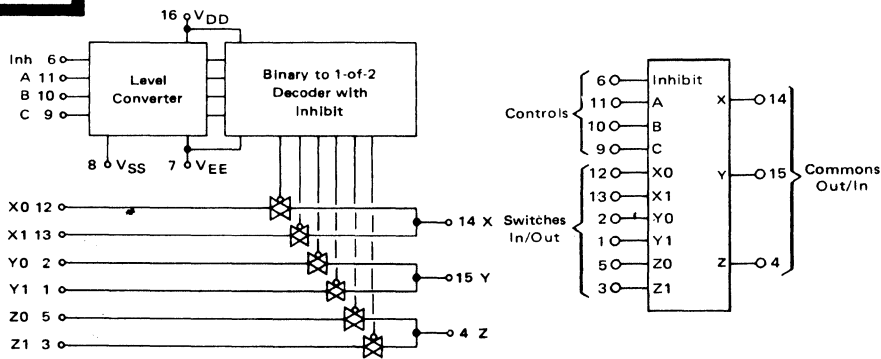 16 VDD
Inh 6
A 11
B 10
C 9
Level
Converter
Binary to 1-of-2
Decoder with
Inhibit
8 VSS
7 VEE
X0 12
X1 13
Y0 2
Y1 1
Z0 5
Z1 3
14 X
15 Y
4 Z
Controls
Switches
In/Out
6 Inhibit
11 A
10 B
9 C
12 X0
13 X1
2 Y0
1 Y1
5 Z0
3 Z1
X 14
Y 15
Z 4
Commons
Out/In